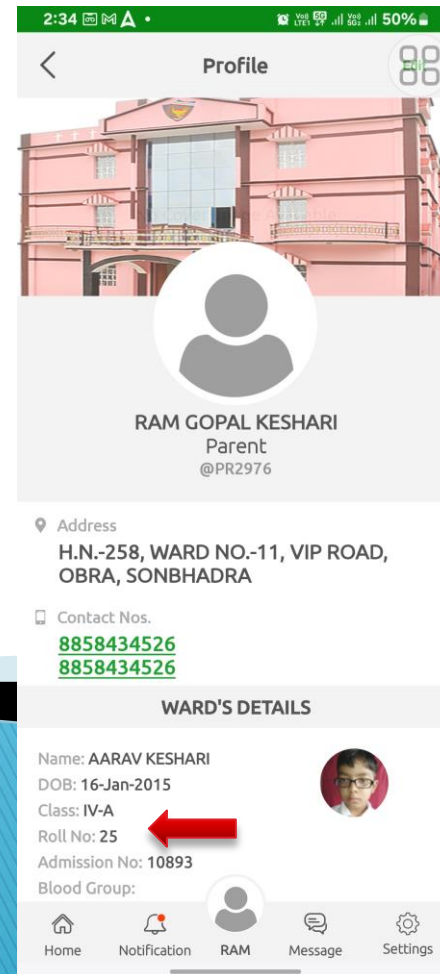 2:34
50%
Profile
RAM GOPAL KESHARI
Parent
@PR2976
Address
H.N.-258, WARD NO.-11, VIP ROAD,
OBRA, SONBHADRA
Contact Nos.
8858434526
8858434526
WARD'S DETAILS
Name: AARAV KESHARI
DOB: 16-Jan-2015
Class: IV-A
Roll No: 25
Admission No: 10893
Blood Group:
Home Notification RAM Message Settings